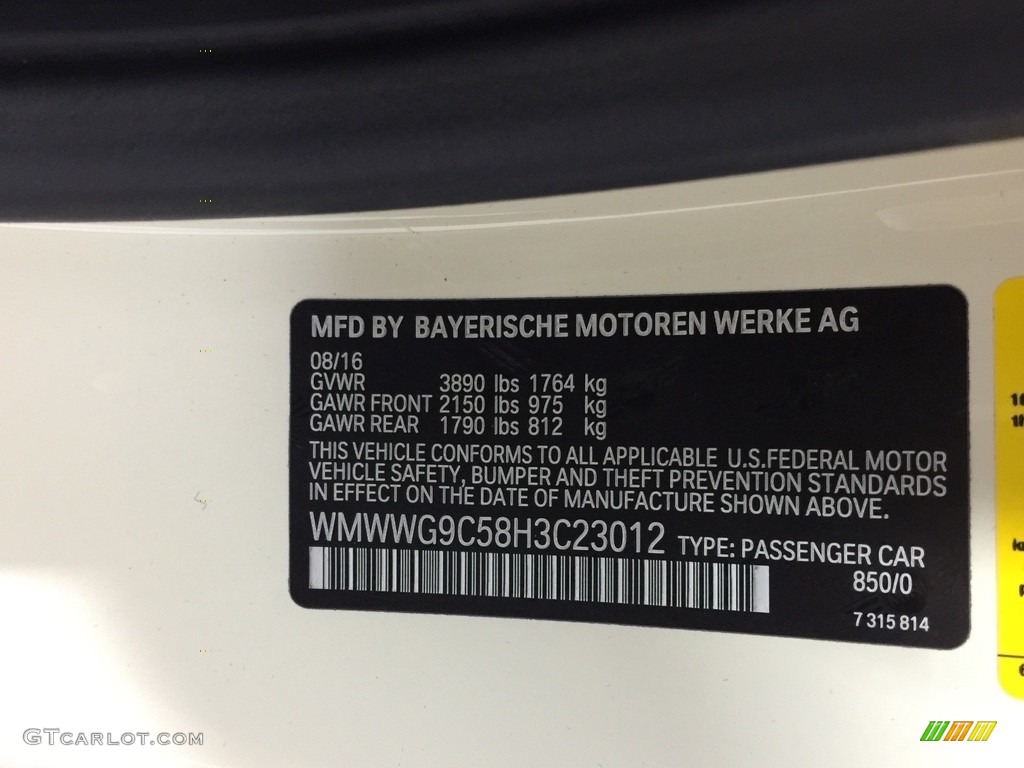 MFD BY BAYERISCHE MOTOREN WERKE AG
08/16
GVWR 3890 lbs 1764 kg
GAWR FRONT 2150 lbs 975 kg
GAWR REAR 1790 lbs 812 kg
THIS VEHICLE CONFORMS TO ALL APPLICABLE U.S.FEDERAL MOTOR
VEHICLE SAFETY, BUMPER AND THEFT PREVENTION STANDARDS
IN EFFECT ON THE DATE OF MANUFACTURE SHOWN ABOVE.
WMWWG9C58H3C23012 TYPE: PASSENGER CAR
850/0
7 315 814
GTCARLOT.COM